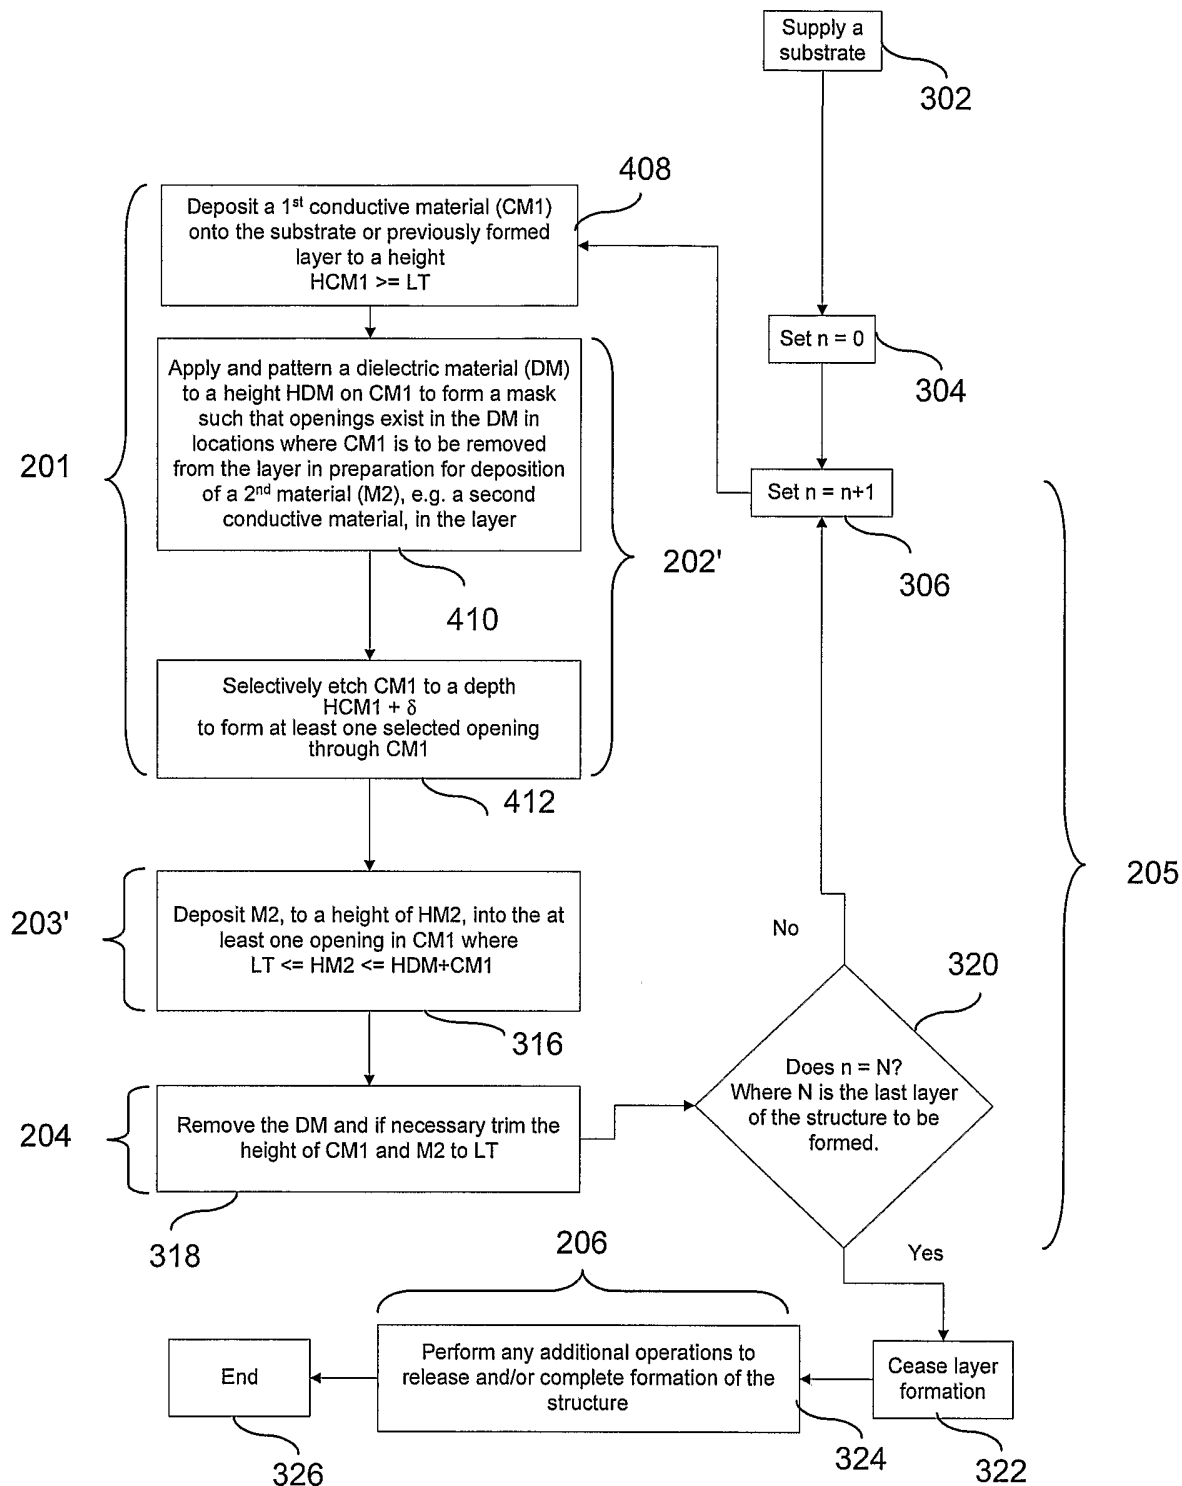 Supply a
substrate
302
408
Deposit a 1st conductive material (CM1)
onto the substrate or previously formed
layer to a height
HCM1 >= LT
Set n = 0
304
Apply and pattern a dielectric material (DM)
to a height HDM on CM1 to form a mask
such that openings exist in the DM in
locations where CM1 is to be removed
from the layer in preparation for deposition
of a 2nd material (M2), e.g. a second
conductive material, in the layer
201
Set n = n+1
306
202'
410
Selectively etch CM1 to a depth
HCM1 + δ
to form at least one selected opening
through CM1
412
205
203'
Deposit M2, to a height of HM2, into the at
least one opening in CM1 where
LT <= HM2 <= HDM+CM1
316
No
320
Does n = N?
Where N is the last layer
of the structure to be
formed.
204
Remove the DM and if necessary trim the
height of CM1 and M2 to LT
318
206
Yes
End
326
Perform any additional operations to
release and/or complete formation of the
structure
324
Cease layer
formation
322